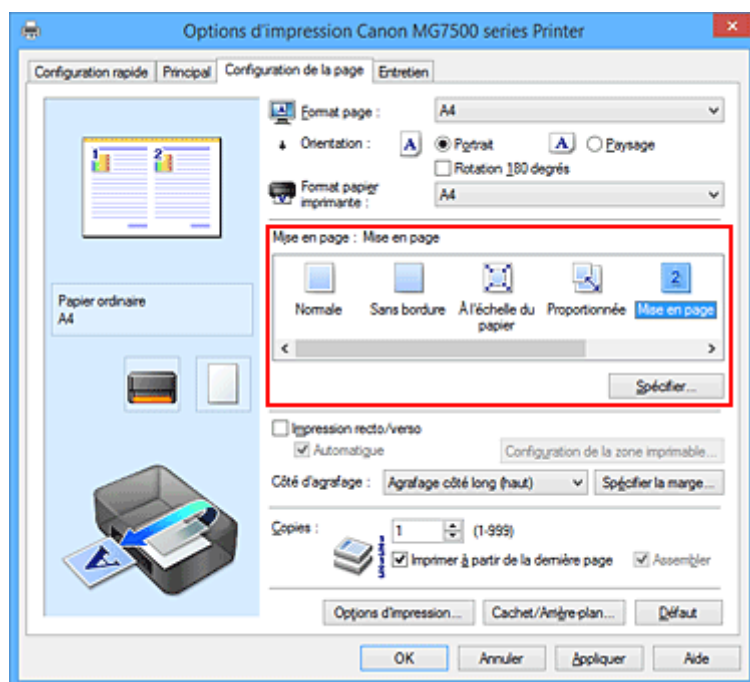 Options d'impression Canon MG7500 series Printer
Configuration rapide Principal Configuration de la page Entretien
Format page : A4
Orientation : A Portrait A Paysage
Rotation 180 degrés
Format papier imprimante : A4
1 2
Papier ordinaire
A4
Mise en page : Mise en page
2
Normale Sans bordure À l'échelle du papier Proportionnée Mise en page
Spécifier...
Impression recto/verso
Automatique Configuration de la zone imprimable...
Côté d'agrafage : Agrafage côté long (haut) Spécifier la marge...
Copies : 1 (1-999)
Imprimer à partir de la dernière page Assembler
A
Options d'impression... Cachet/Arrière-plan... Défaut
OK Annuler Appliquer Aide